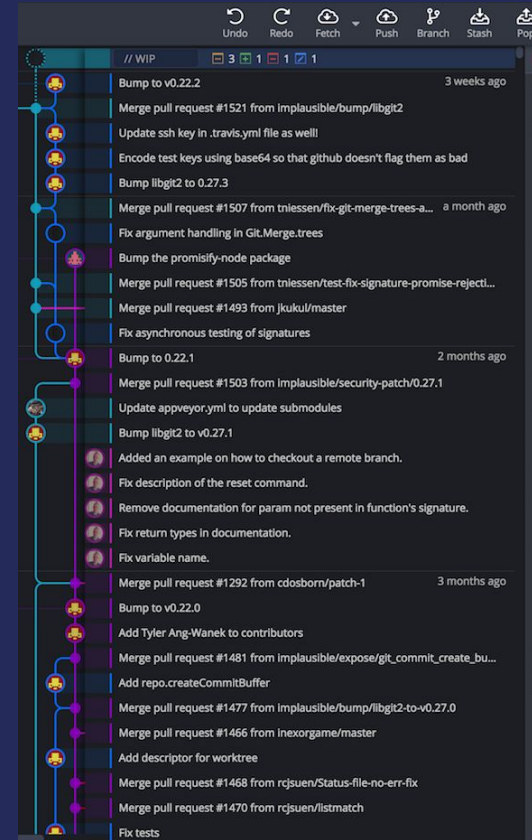 Undo Redo Fetch Push Branch Stash Pop
// WIP 3 1 1 1
Bump to v0.22.2 3 weeks ago
Merge pull request #1521 from implausible/bump/libgit2
Update ssh key in .travis.yml file as well!
Encode test keys using base64 so that github doesn't flag them as bad
Bump libgit2 to 0.27.3
Merge pull request #1507 from tniessen/fix-git-merge-trees-a... a month ago
Fix argument handling in Git.Merge.trees
Bump the promisify-node package
Merge pull request #1505 from tniessen/test-fix-signature-promise-rejecti...
Merge pull request #1493 from jkukul/master
Fix asynchronous testing of signatures
Bump to 0.22.1 2 months ago
Merge pull request #1503 from implausible/security-patch/0.27.1
Update appveyor.yml to update submodules
Bump libgit2 to v0.27.1
Added an example on how to checkout a remote branch.
Fix description of the reset command.
Remove documentation for param not present in function's signature.
Fix return types in documentation.
Fix variable name.
Merge pull request #1292 from cdosborn/patch-1 3 months ago
Bump to v0.22.0
Add Tyler Ang-Wanek to contributors
Merge pull request #1481 from implausible/expose/git_commit_create_bu...
Add repo.createCommitBuffer
Merge pull request #1477 from implausible/bump/libgit2-to-v0.27.0
Merge pull request #1466 from inexorgame/master
Add descriptor for worktree
Merge pull request #1468 from rcjsuen/Status-file-no-err-fix
Merge pull request #1470 from rcjsuen/listmatch
Fix tests